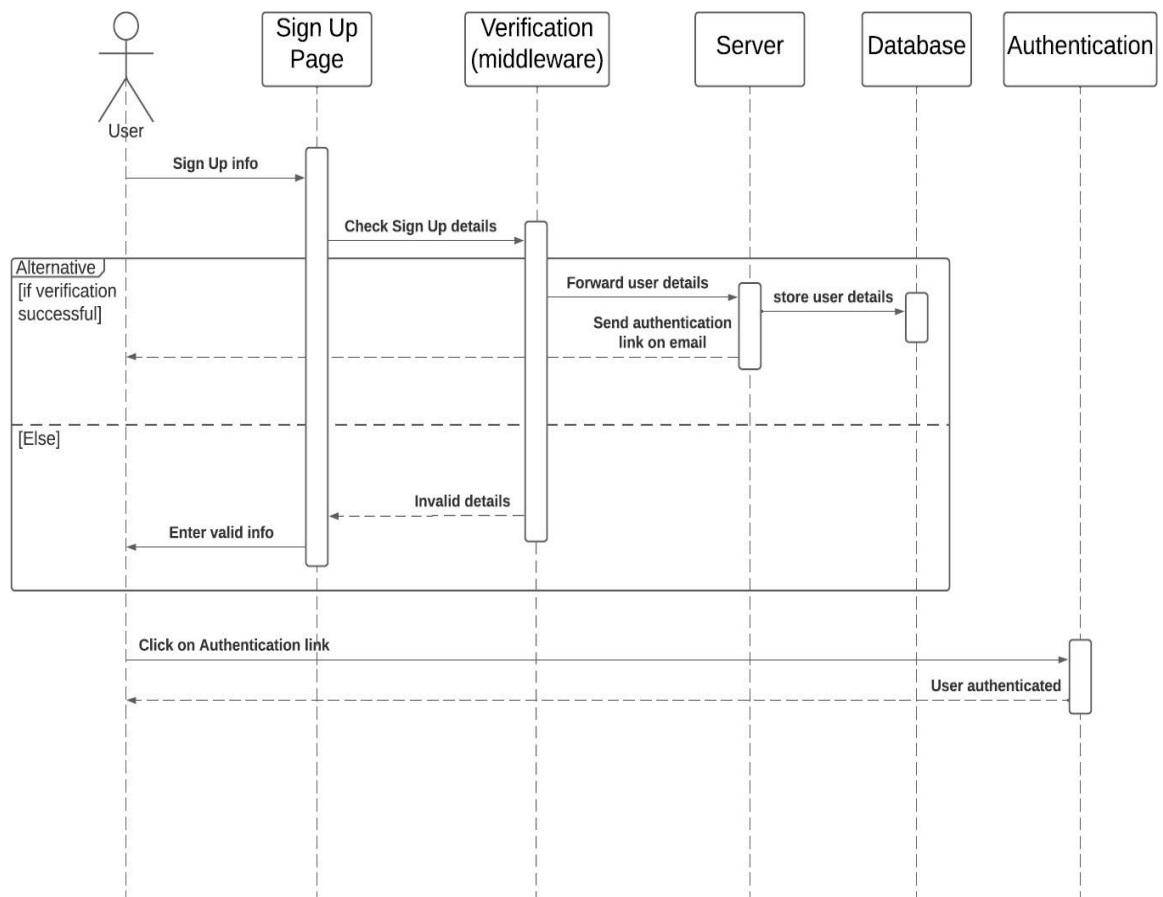 Sign Up
Page
Verification
(middleware)
Server
Database
Authentication
User
Sign Up info
Check Sign Up details
Alternative
[if verification
successful]
Forward user details
store user details
Send authentication
link on email
[Else]
Invalid details
Enter valid info
Click on Authentication link
User authenticated